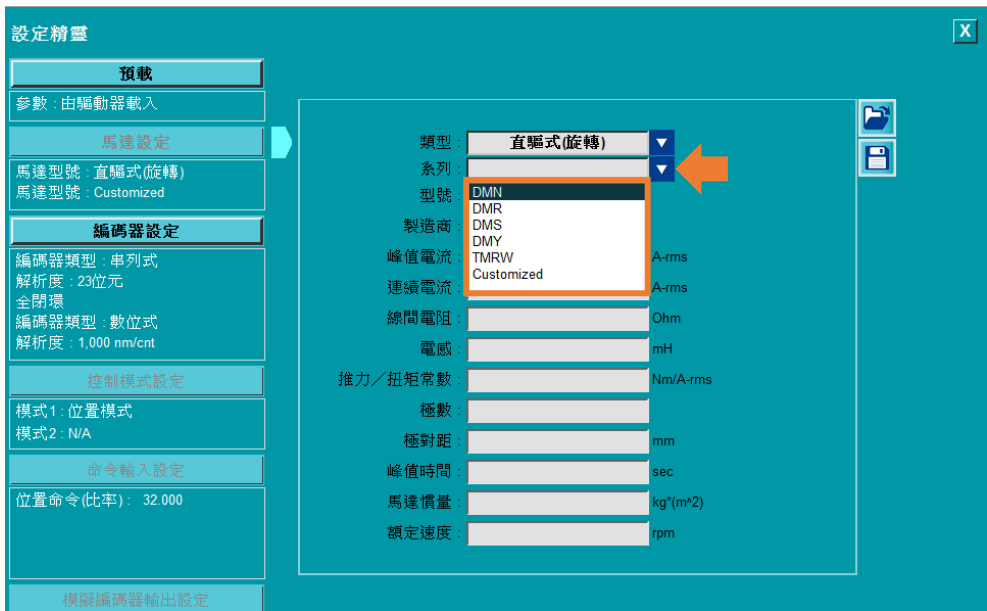 設定精靈
X
預載
參數 : 由驅動器載入
馬達設定
馬達型號 : 直驅式(旋轉)
馬達型號 : Customized
編碼器設定
編碼器類型 : 串列式
解析度 : 23位元
全閉環
編碼器類型 : 數位式
解析度 : 1,000 nm/cnt
控制模式設定
模式1 : 位置模式
模式2 : N/A
命令輸入設定
位置命令(比率) : 32.000
模擬編碼器輸出設定
類型 : 直驅式(旋轉)
系列 :
型號 :
DMN
DMR
DMS
DMY
TMRW
Customized
製造商 :
峰值電流 : A-rms
連續電流 : A-rms
線間電阻 : Ohm
電感 : mH
推力／扭矩常數 : Nm/A-rms
極數 :
極對距 : mm
峰值時間 : sec
馬達慣量 : kg*(m^2)
額定速度 : rpm